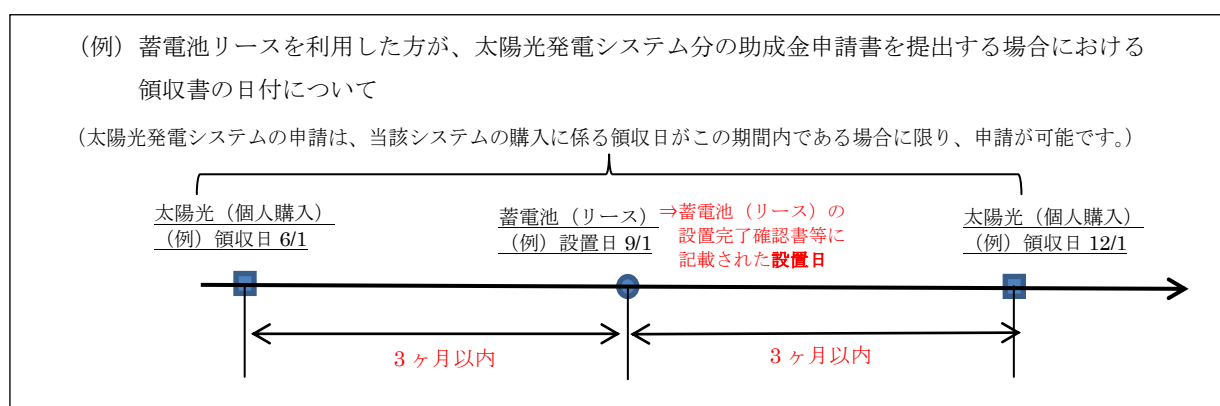 （例）蓄電池リースを利用した方が、太陽光発電システム分の助成金申請書を提出する場合における
領収書の日付について
（太陽光発電システムの申請は、当該システムの購入に係る領収日がこの期間内である場合に限り、申請が可能です。）
太陽光（個人購入）
（例）領収日 6/1
蓄電池（リース）
（例）設置日 9/1
⇒蓄電池（リース）の
設置完了確認書等に
記載された設置日
太陽光（個人購入）
（例）領収日 12/1
3 ヶ月以内
3 ヶ月以内